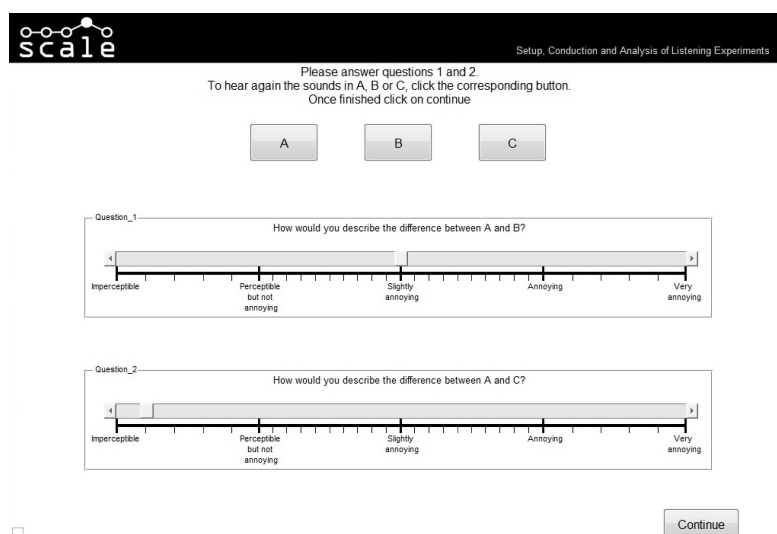 scale
Setup, Conduction and Analysis of Listening Experiments
Please answer questions 1 and 2.
To hear again the sounds in A, B or C, click the corresponding button.
Once finished click on continue
A B C
Question_1
How would you describe the difference between A and B?
Imperceptible Perceptible Slightly Annoying Very
but not annoying annoying
annoying
Question_2
How would you describe the difference between A and C?
Imperceptible Perceptible Slightly Annoying Very
but not annoying annoying
annoying
Continue